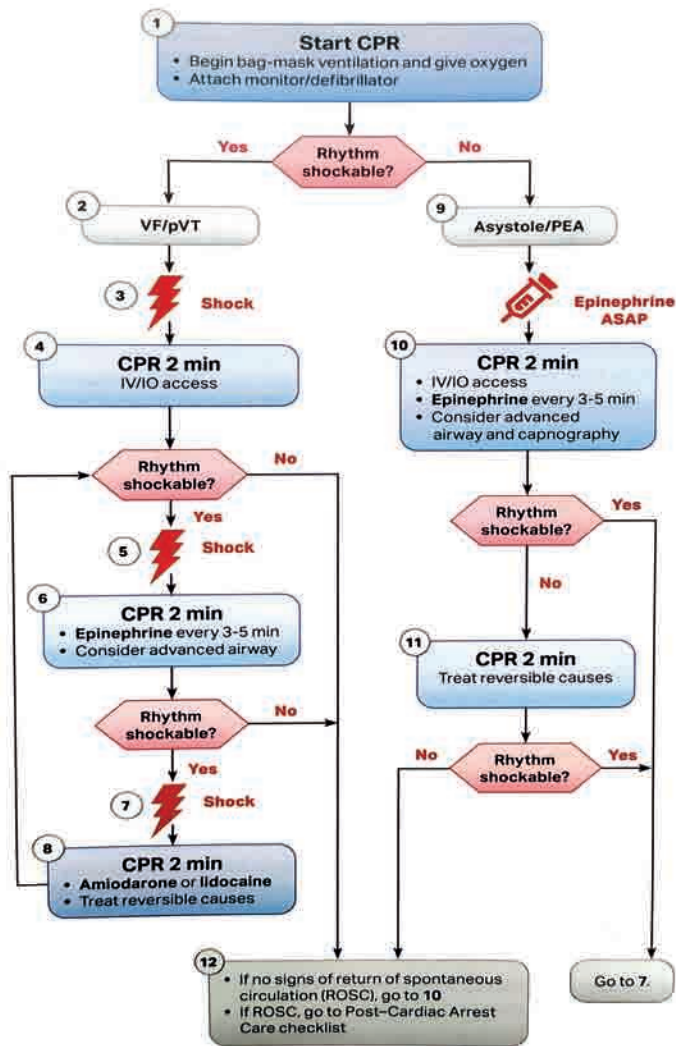 1
Start CPR
• Begin bag-mask ventilation and give oxygen
• Attach monitor/defibrillator
Yes
Rhythm
shockable?
No
2
VF/pVT
9
Asystole/PEA
3
Shock
Epinephrine
ASAP
4
CPR 2 min
IV/IO access
10
CPR 2 min
• IV/IO access
• Epinephrine every 3-5 min
• Consider advanced
airway and capnography
Rhythm
shockable?
No
Yes
Rhythm
shockable?
Yes
No
5
Shock
6
CPR 2 min
• Epinephrine every 3-5 min
• Consider advanced airway
11
CPR 2 min
Treat reversible causes
Rhythm
shockable?
No
Yes
No
Rhythm
shockable?
Yes
7
Shock
8
CPR 2 min
• Amiodarone or lidocaine
• Treat reversible causes
12
• If no signs of return of spontaneous
circulation (ROSC), go to 10
• If ROSC, go to Post–Cardiac Arrest
Care checklist
Go to 7.